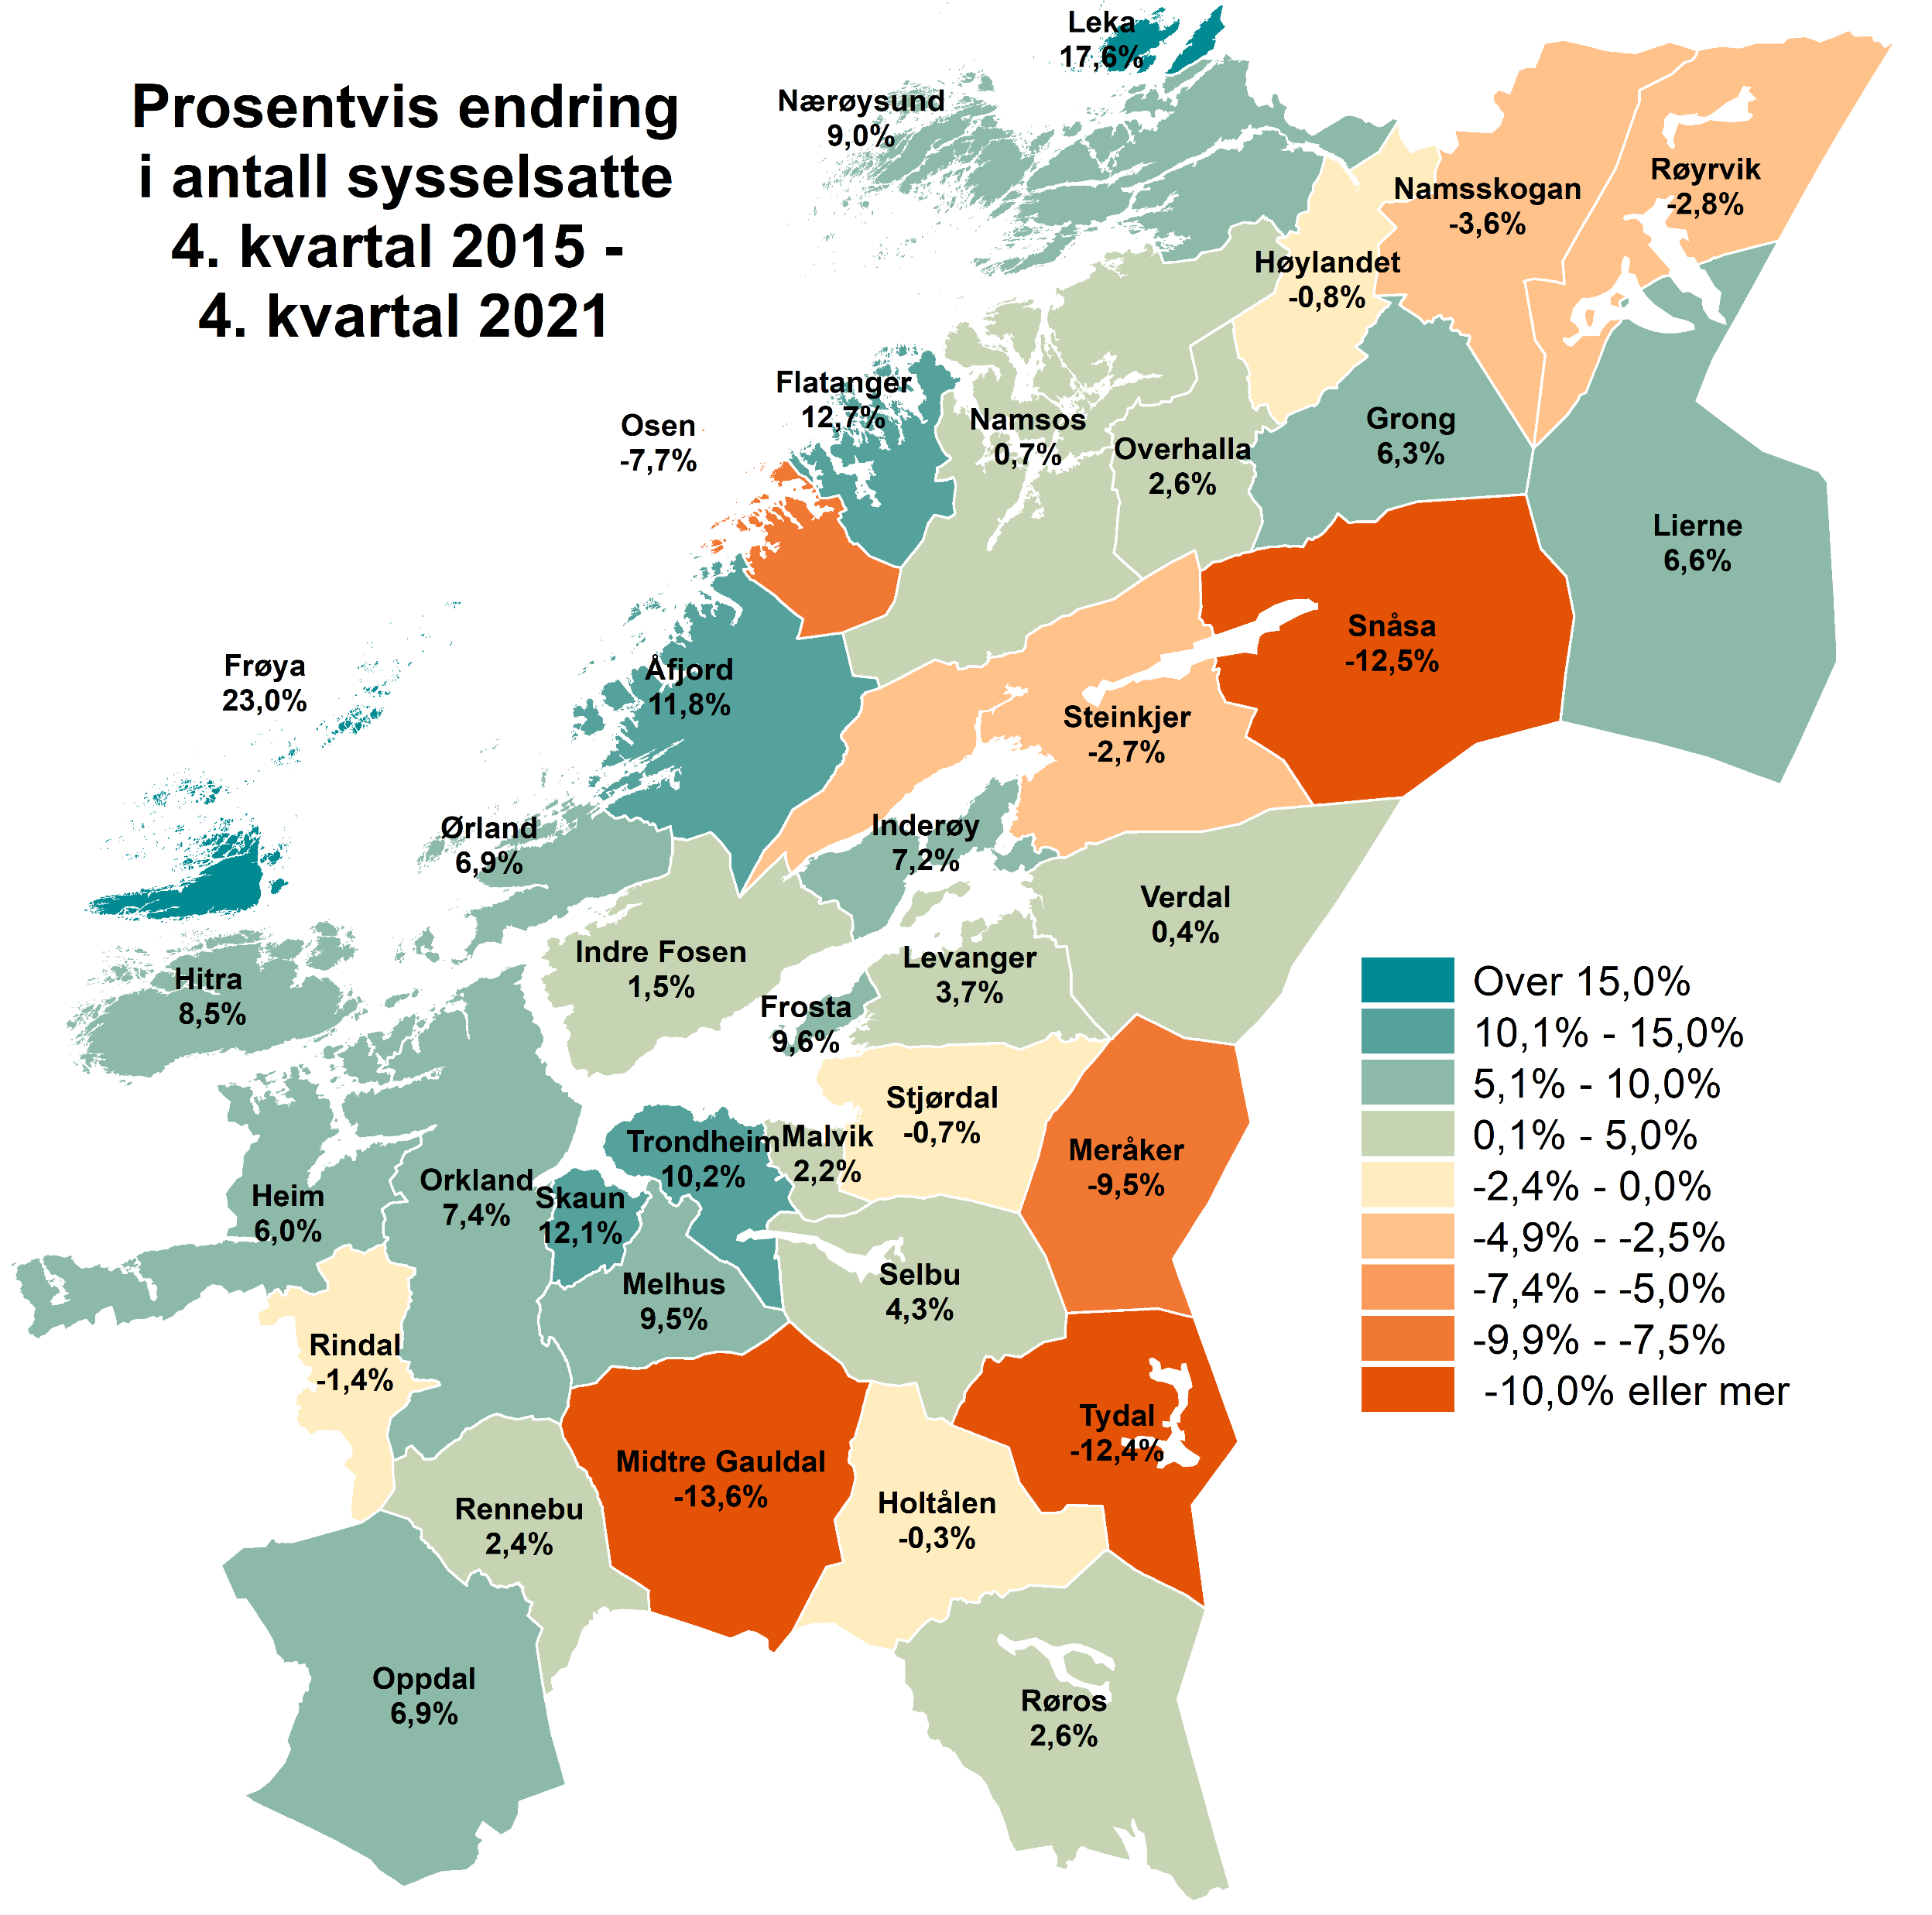 Prosentvis endring
i antall sysselsatte
4. kvartal 2015 -
4. kvartal 2021
Leka
17,6%
Nærøysund
9,0%
Røyrvik
-2,8%
Namsskogan
-3,6%
Høylandet
-0,8%
Flatanger
12,7%
Osen
-7,7%
Namsos
0,7%
Overhalla
2,6%
Grong
6,3%
Lierne
6,6%
Snåsa
-12,5%
Frøya
23,0%
Åfjord
11,8%
Steinkjer
-2,7%
Ørland
6,9%
Inderøy
7,2%
Verdal
0,4%
Indre Fosen
1,5%
Levanger
3,7%
Hitra
8,5%
Frosta
9,6%
Stjørdal
-0,7%
Trondheim
10,2%
Malvik
2,2%
Meråker
-9,5%
Orkland
7,4%
Skaun
12,1%
Heim
6,0%
Melhus
9,5%
Selbu
4,3%
Rindal
-1,4%
Tydal
-12,4%
Midtre Gauldal
-13,6%
Holtålen
-0,3%
Rennebu
2,4%
Oppdal
6,9%
Røros
2,6%
Over 15,0%
10,1% - 15,0%
5,1% - 10,0%
0,1% - 5,0%
-2,4% - 0,0%
-4,9% - -2,5%
-7,4% - -5,0%
-9,9% - -7,5%
-10,0% eller mer